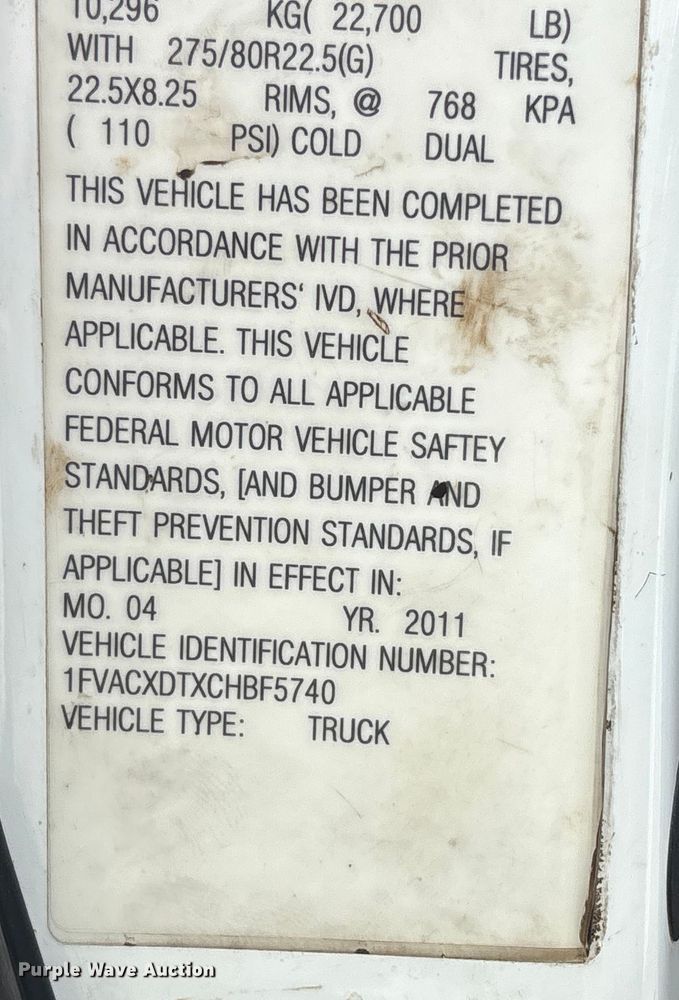 10,296 KG( 22,700 LB)
WITH 275/80R22.5(G) TIRES,
22.5X8.25 RIMS, @ 768 KPA
( 110 PSI) COLD DUAL
THIS VEHICLE HAS BEEN COMPLETED
IN ACCORDANCE WITH THE PRIOR
MANUFACTURERS' IVD, WHERE
APPLICABLE. THIS VEHICLE
CONFORMS TO ALL APPLICABLE
FEDERAL MOTOR VEHICLE SAFTEY
STANDARDS, [AND BUMPER AND
THEFT PREVENTION STANDARDS, IF
APPLICABLE] IN EFFECT IN:
MO. 04 YR. 2011
VEHICLE IDENTIFICATION NUMBER:
1FVACXDTXCHBF5740
VEHICLE TYPE: TRUCK
Purple Wave Auction